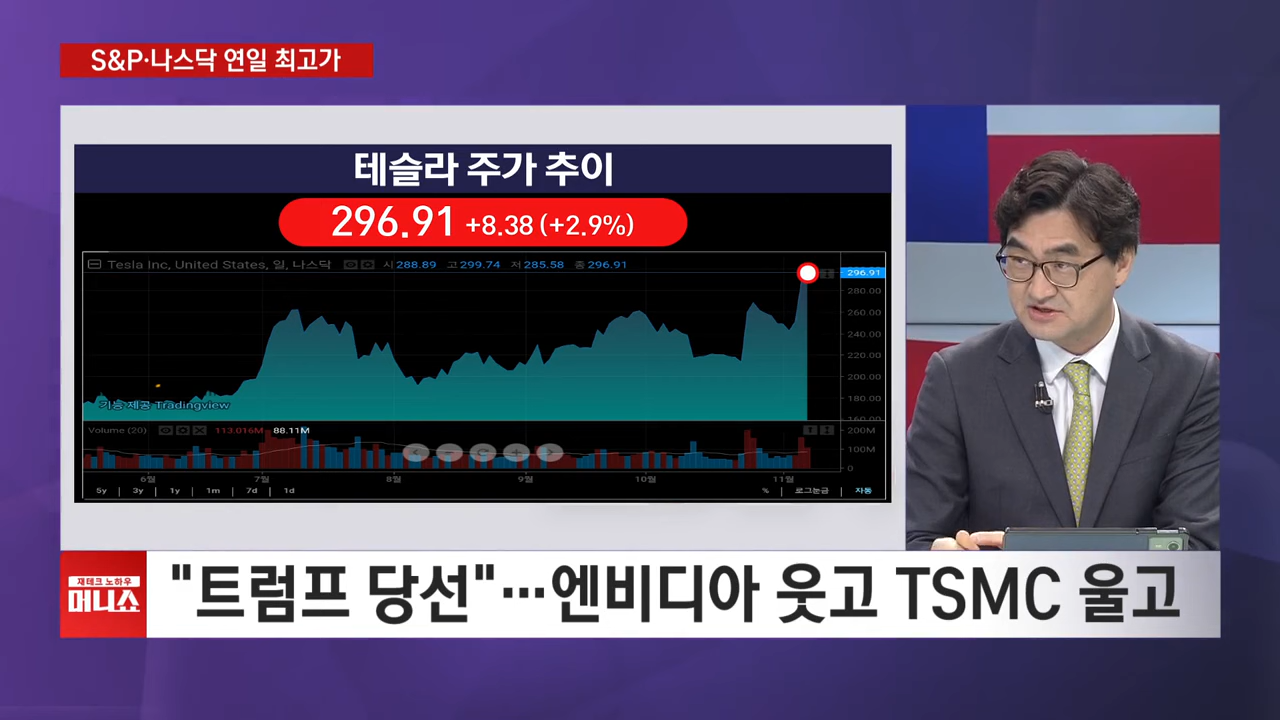 S&P·나스닥 연일 최고가
테슬라 주가 추이
296.91 +8.38 (+2.9%)
Tesla Inc, United States, 일, 나스닥 시 288.89 고 299.74 저 285.58 종 296.91
296.91
280.00
260.00
240.00
220.00
200.00
180.00
160.00
기능 제공 Tradingview
Volume (20) 113.016M 88.11M
200M
100M
0
6월 7월 8월 9월 10월 11월
5y 3y 1y 1m 7d 1d % 로그눈금 자동
재테크 노하우
머니쇼
"트럼프 당선"…엔비디아 웃고 TSMC 울고